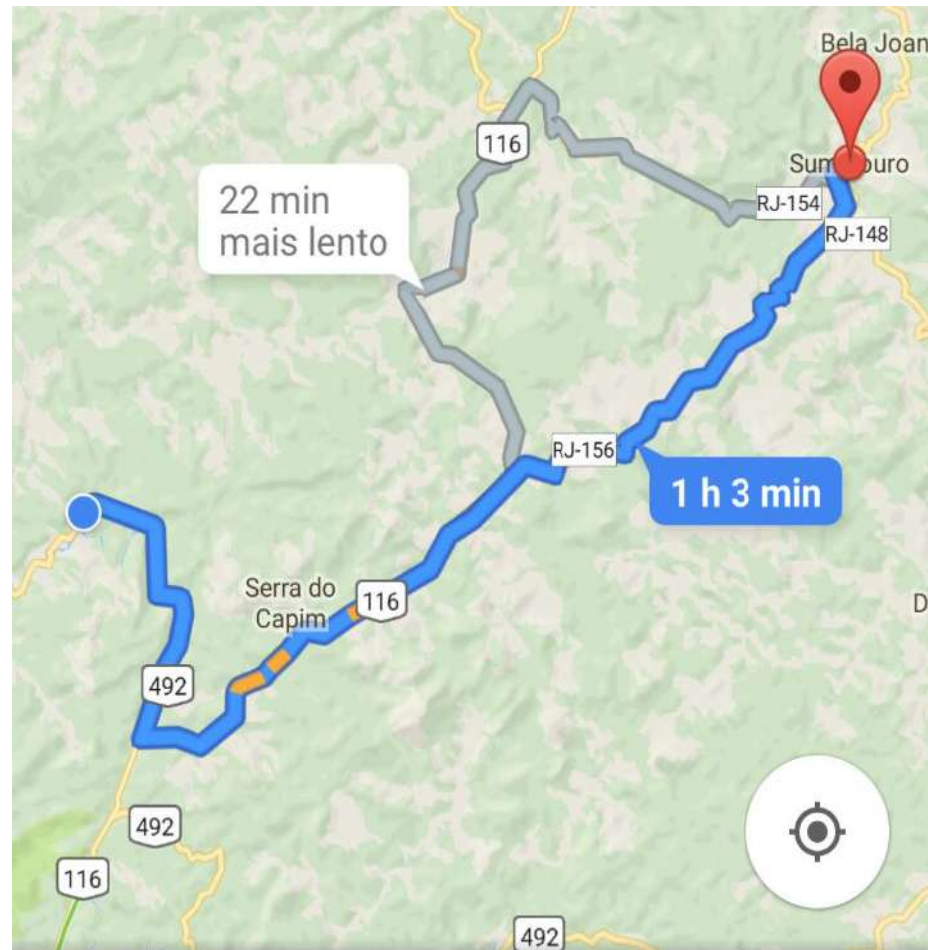 Bela Joan
116
RJ-154
RJ-148
22 min
mais lento
RJ-156
1 h 3 min
Serra do
Capim
116
D
492
492
116
492